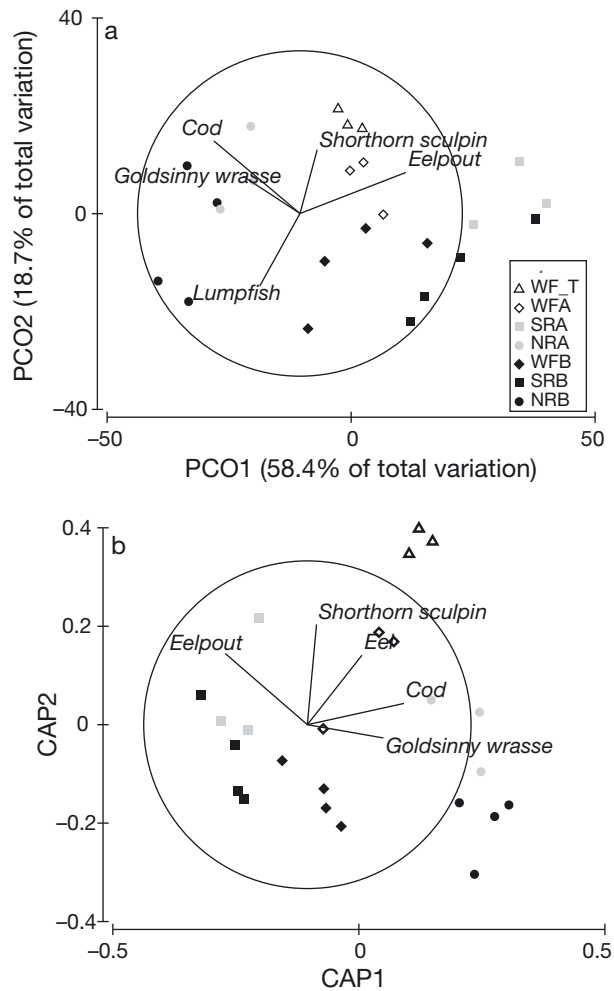 a
40
0
−40
PCO2 (18.7% of total variation)
Cod
Shorthorn sculpin
Eelpout
Goldsinny wrasse
Lumpfish
WF_T
WFA
SRA
NRA
WFB
SRB
NRB
−50
0
50
PCO1 (58.4% of total variation)
b
0.4
0.2
0
−0.2
−0.4
CAP2
Shorthorn sculpin
Eelpout
Eel
Cod
Goldsinny wrasse
−0.5
0
0.5
CAP1